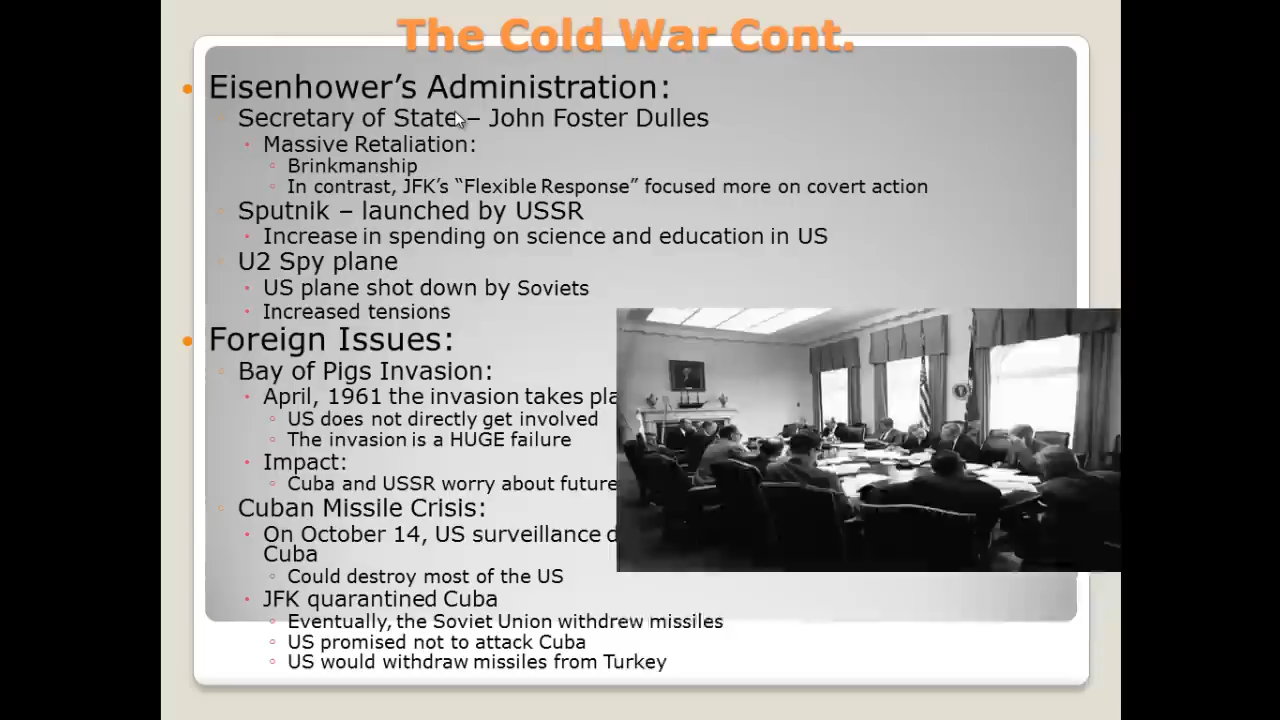 The Cold War Cont.
Eisenhower's Administration:
Secretary of State – John Foster Dulles
Massive Retaliation:
Brinkmanship
In contrast, JFK's “Flexible Response” focused more on covert action
Sputnik – launched by USSR
Increase in spending on science and education in US
U2 Spy plane
US plane shot down by Soviets
Increased tensions
Foreign Issues:
Bay of Pigs Invasion:
April, 1961 the invasion takes
US does not directly get involved
The invasion is a HUGE failure
Impact:
Cuba and USSR worry about future
Cuban Missile Crisis:
On October 14, US surveillance
Cuba
Could destroy most of the US
JFK quarantined Cuba
Eventually, the Soviet Union withdrew missiles
US promised not to attack Cuba
US would withdraw missiles from Turkey